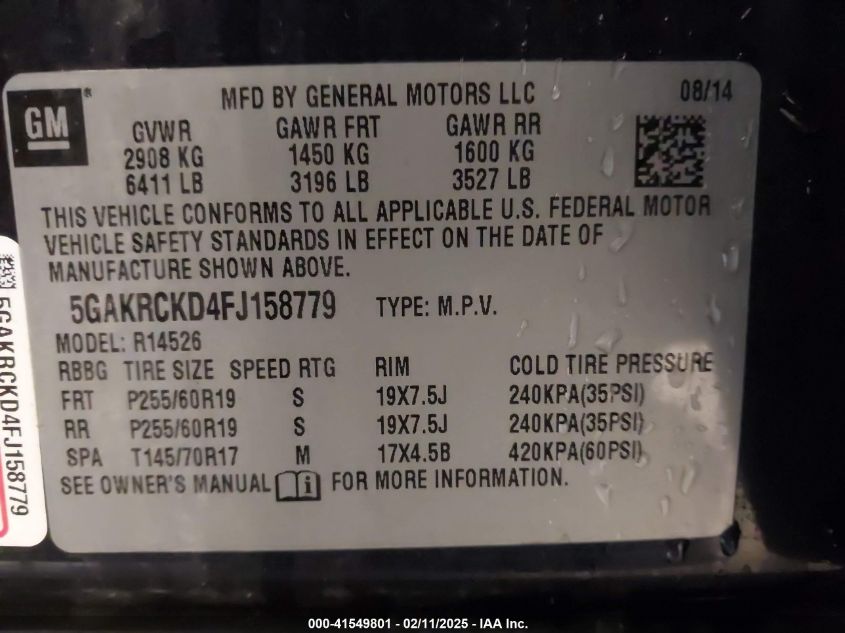 GM ®
MFD BY GENERAL MOTORS LLC 08/14
GVWR GAWR FRT GAWR RR
2908 KG 1450 KG 1600 KG
6411 LB 3196 LB 3527 LB
THIS VEHICLE CONFORMS TO ALL APPLICABLE U.S. FEDERAL MOTOR
VEHICLE SAFETY STANDARDS IN EFFECT ON THE DATE OF
MANUFACTURE SHOWN ABOVE.
5GAKRCKD4FJ158779 TYPE: M.P.V.
MODEL: R14526
RBBG TIRE SIZE SPEED RTG RIM COLD TIRE PRESSURE
FRT P255/60R19 S 19X7.5J 240KPA(35PSI)
RR P255/60R19 S 19X7.5J 240KPA(35PSI)
SPA T145/70R17 M 17X4.5B 420KPA(60PSI)
SEE OWNER'S MANUAL i FOR MORE INFORMATION.
5GAKRCKD4FJ158779
000-41549801 - 02/11/2025 - IAA Inc.